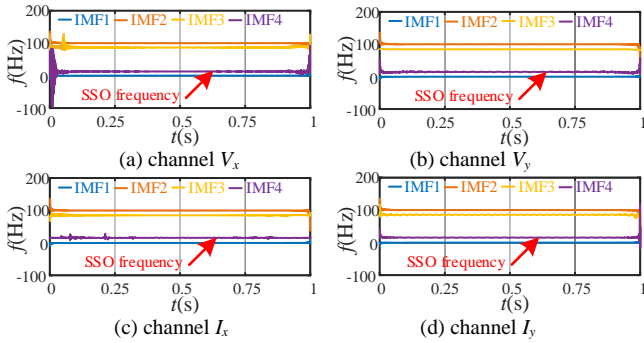 IMF1 IMF2 IMF3 IMF4
IMF1 IMF2 IMF3 IMF4
f(Hz)
200
100
0
-100
SSO frequency
0 0.25 0.5 0.75 1
t(s)
(a) channel Vx
f(Hz)
200
100
0
-100
SSO frequency
0 0.25 0.5 0.75 1
t(s)
(b) channel Vy
IMF1 IMF2 IMF3 IMF4
IMF1 IMF2 IMF3 IMF4
f(Hz)
200
100
0
-100
SSO frequency
0 0.25 0.5 0.75 1
t(s)
(c) channel Ix
f(Hz)
200
100
0
-100
SSO frequency
0 0.25 0.5 0.75 1
t(s)
(d) channel Iy